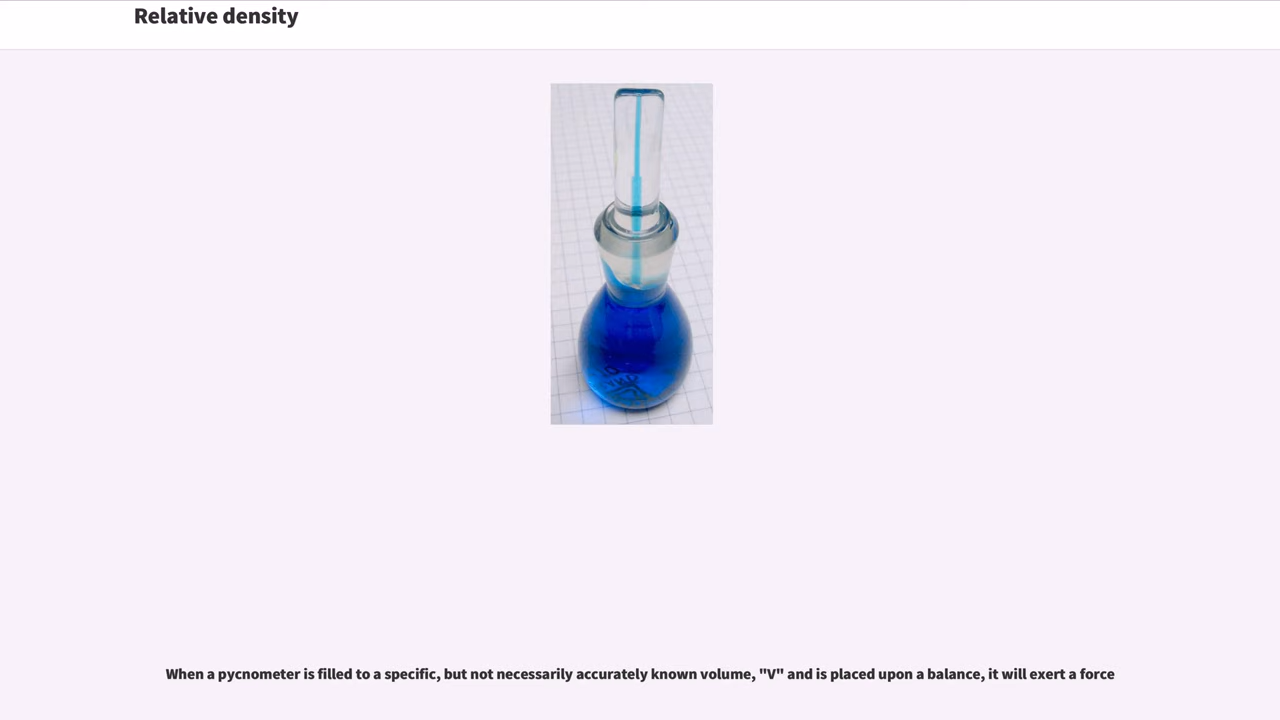 Relative density
When a pycnometer is filled to a specific, but not necessarily accurately known volume, "V" and is placed upon a balance, it will exert a force